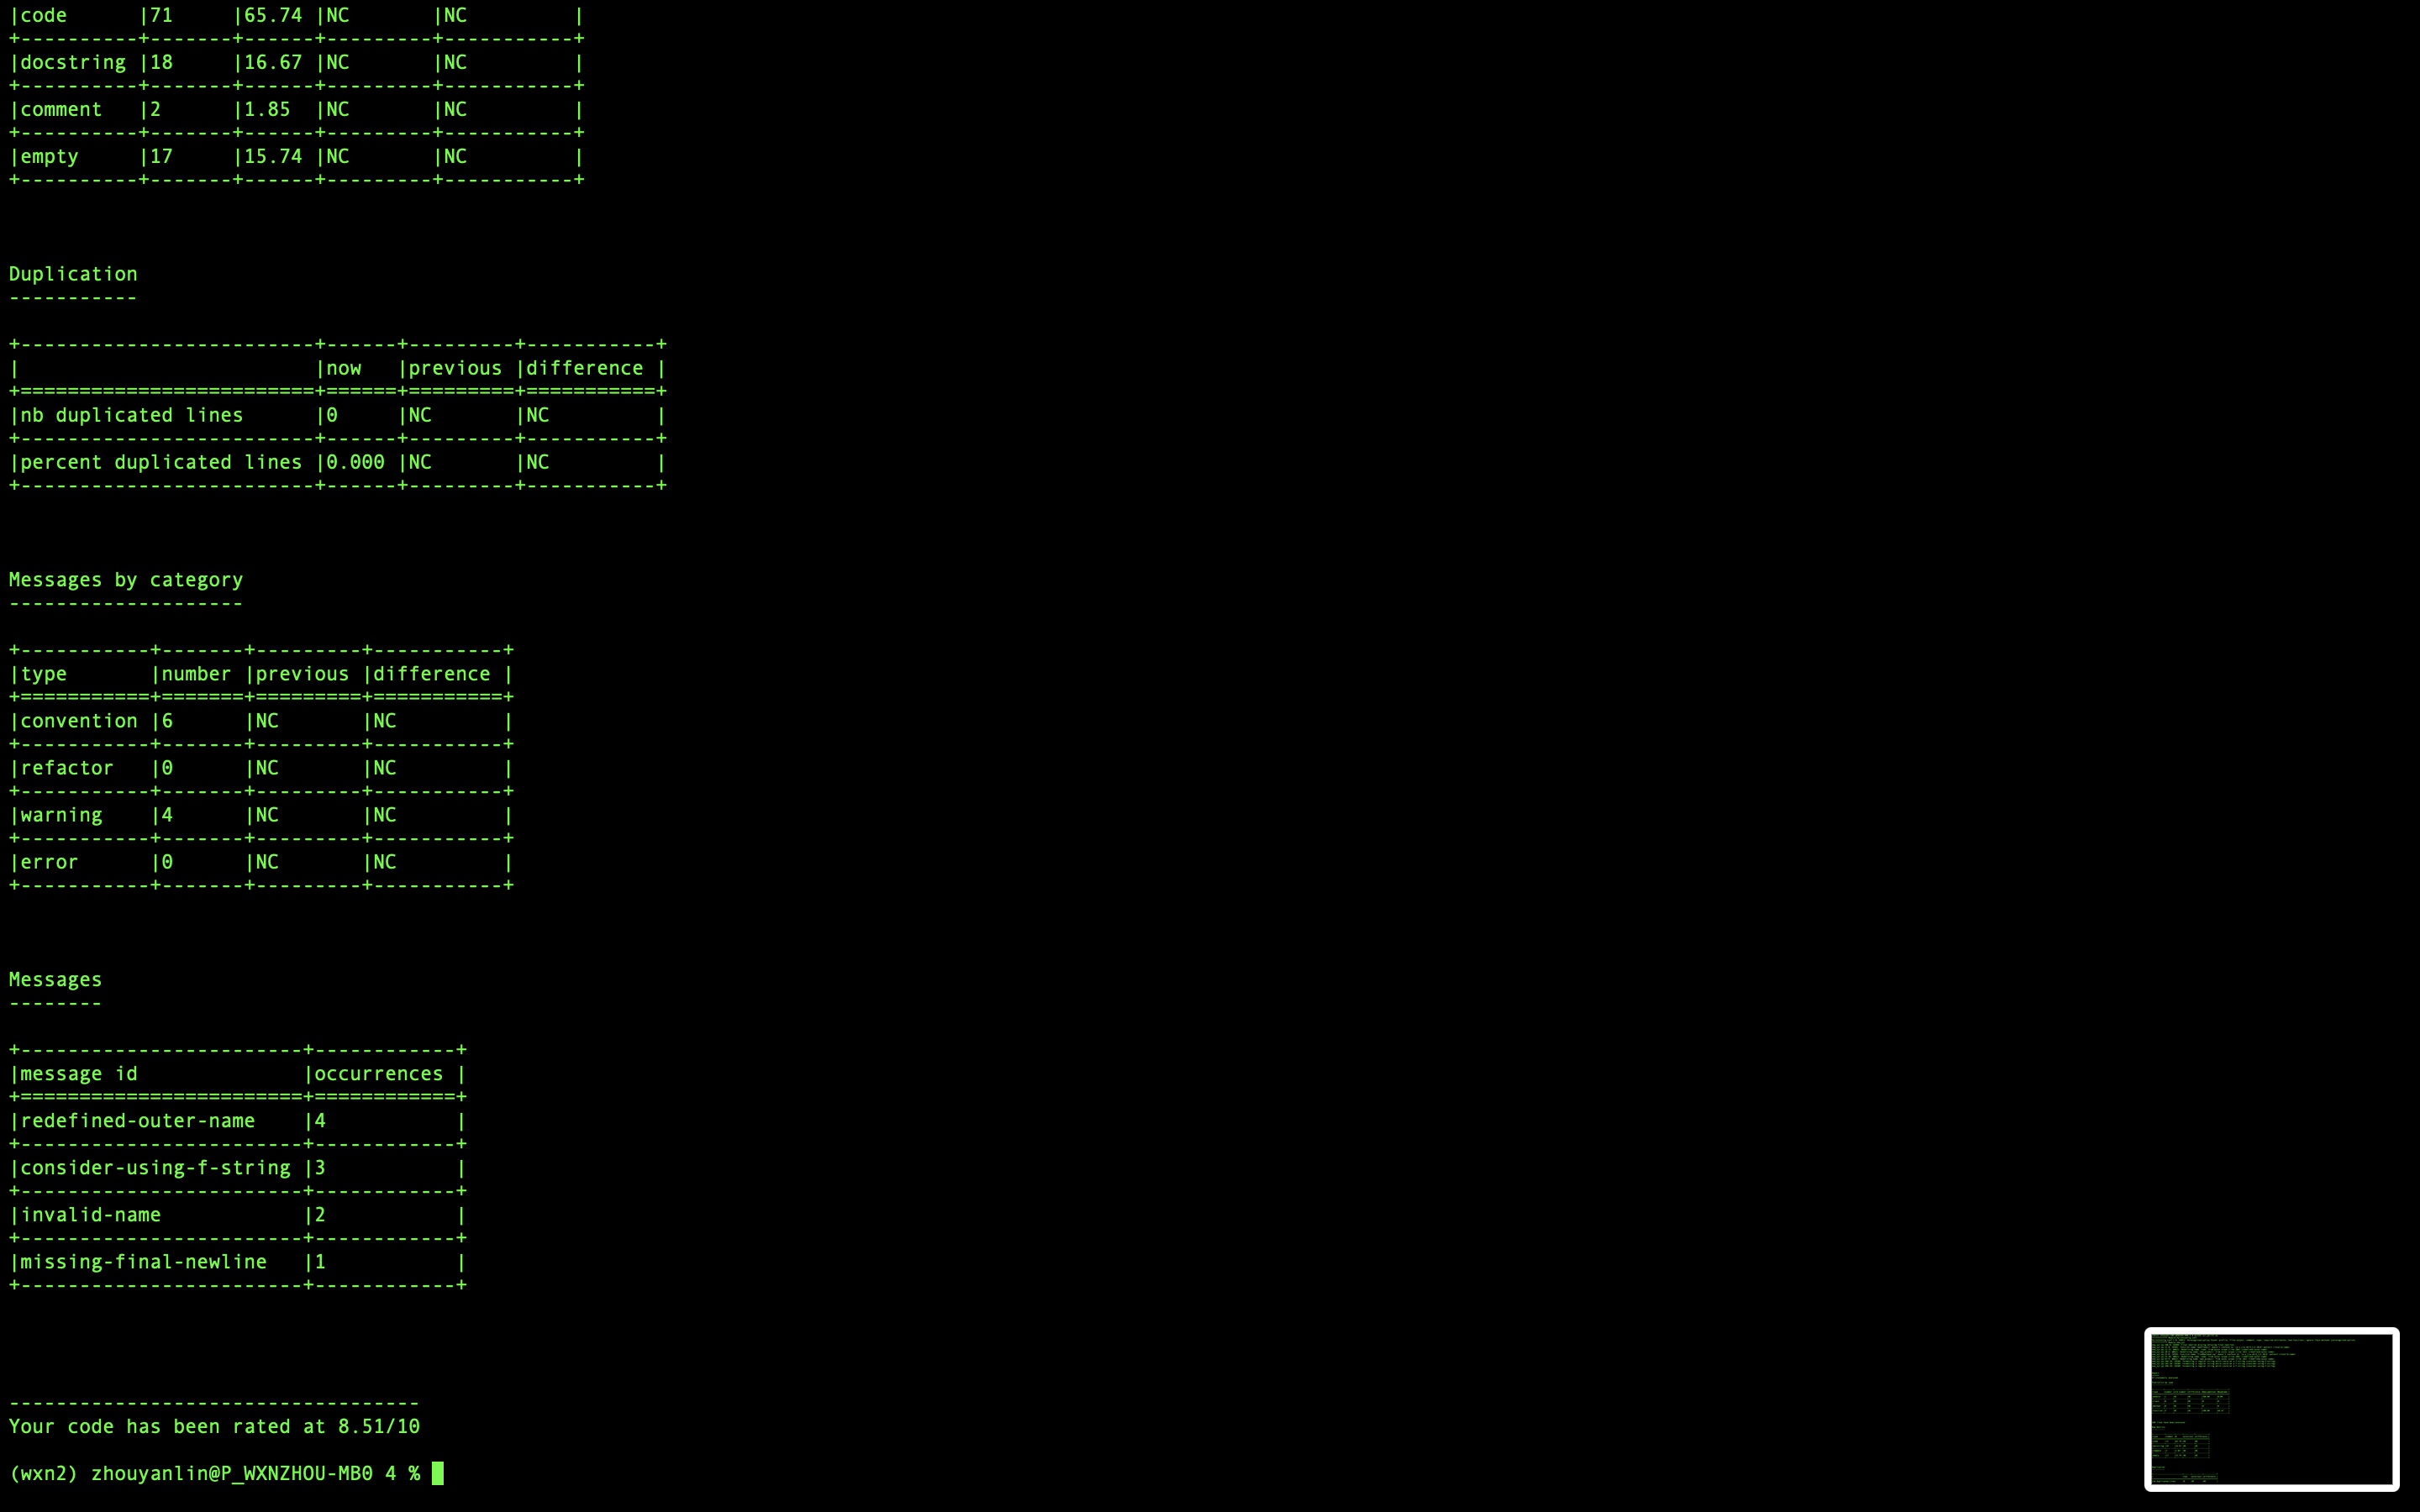 |code      |71     |65.74 |NC       |NC         |
+----------+-------+------+---------+-----------+
|docstring |18     |16.67 |NC       |NC         |
+----------+-------+------+---------+-----------+
|comment   |2      |1.85  |NC       |NC         |
+----------+-------+------+---------+-----------+
|empty     |17     |15.74 |NC       |NC         |
+----------+-------+------+---------+-----------+
Duplication
-----------
+-------------------------+------+---------+-----------+
|                         |now   |previous |difference |
+=========================+======+=========+===========+
|nb duplicated lines      |0     |NC       |NC         |
+-------------------------+------+---------+-----------+
|percent duplicated lines |0.000 |NC       |NC         |
+-------------------------+------+---------+-----------+
Messages by category
--------------------
+-----------+-------+---------+-----------+
|type       |number |previous |difference |
+===========+=======+=========+===========+
|convention |6      |NC       |NC         |
+-----------+-------+---------+-----------+
|refactor   |0      |NC       |NC         |
+-----------+-------+---------+-----------+
|warning    |4      |NC       |NC         |
+-----------+-------+---------+-----------+
|error      |0      |NC       |NC         |
+-----------+-------+---------+-----------+
Messages
--------
+------------------------+------------+
|message id              |occurrences |
+========================+============+
|redefined-outer-name    |4           |
+------------------------+------------+
|consider-using-f-string |3           |
+------------------------+------------+
|invalid-name            |2           |
+------------------------+------------+
|missing-final-newline   |1           |
+------------------------+------------+
-----------------------------------
Your code has been rated at 8.51/10
(wxn2) zhouyanlin@P_WXNZHOU-MB0 4 %